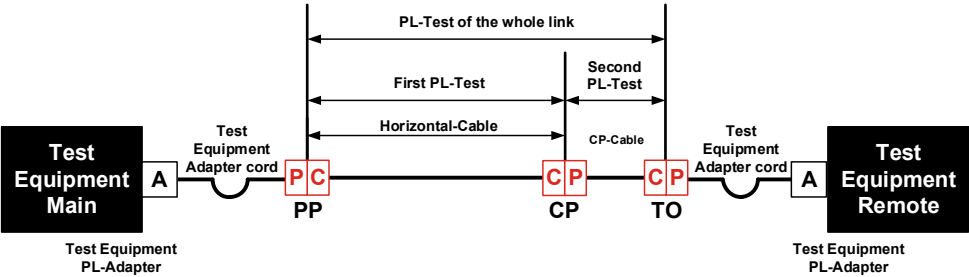 PL-Test of the whole link
First PL-Test
Second
PL-Test
Horizontal-Cable
CP-Cable
Test
Equipment
Main
A
Test
Equipment
Adapter cord
P C
PP
C P
CP
C P
TO
Test
Equipment
Adapter cord
A
Test
Equipment
Remote
Test Equipment
PL-Adapter
Test Equipment
PL-Adapter